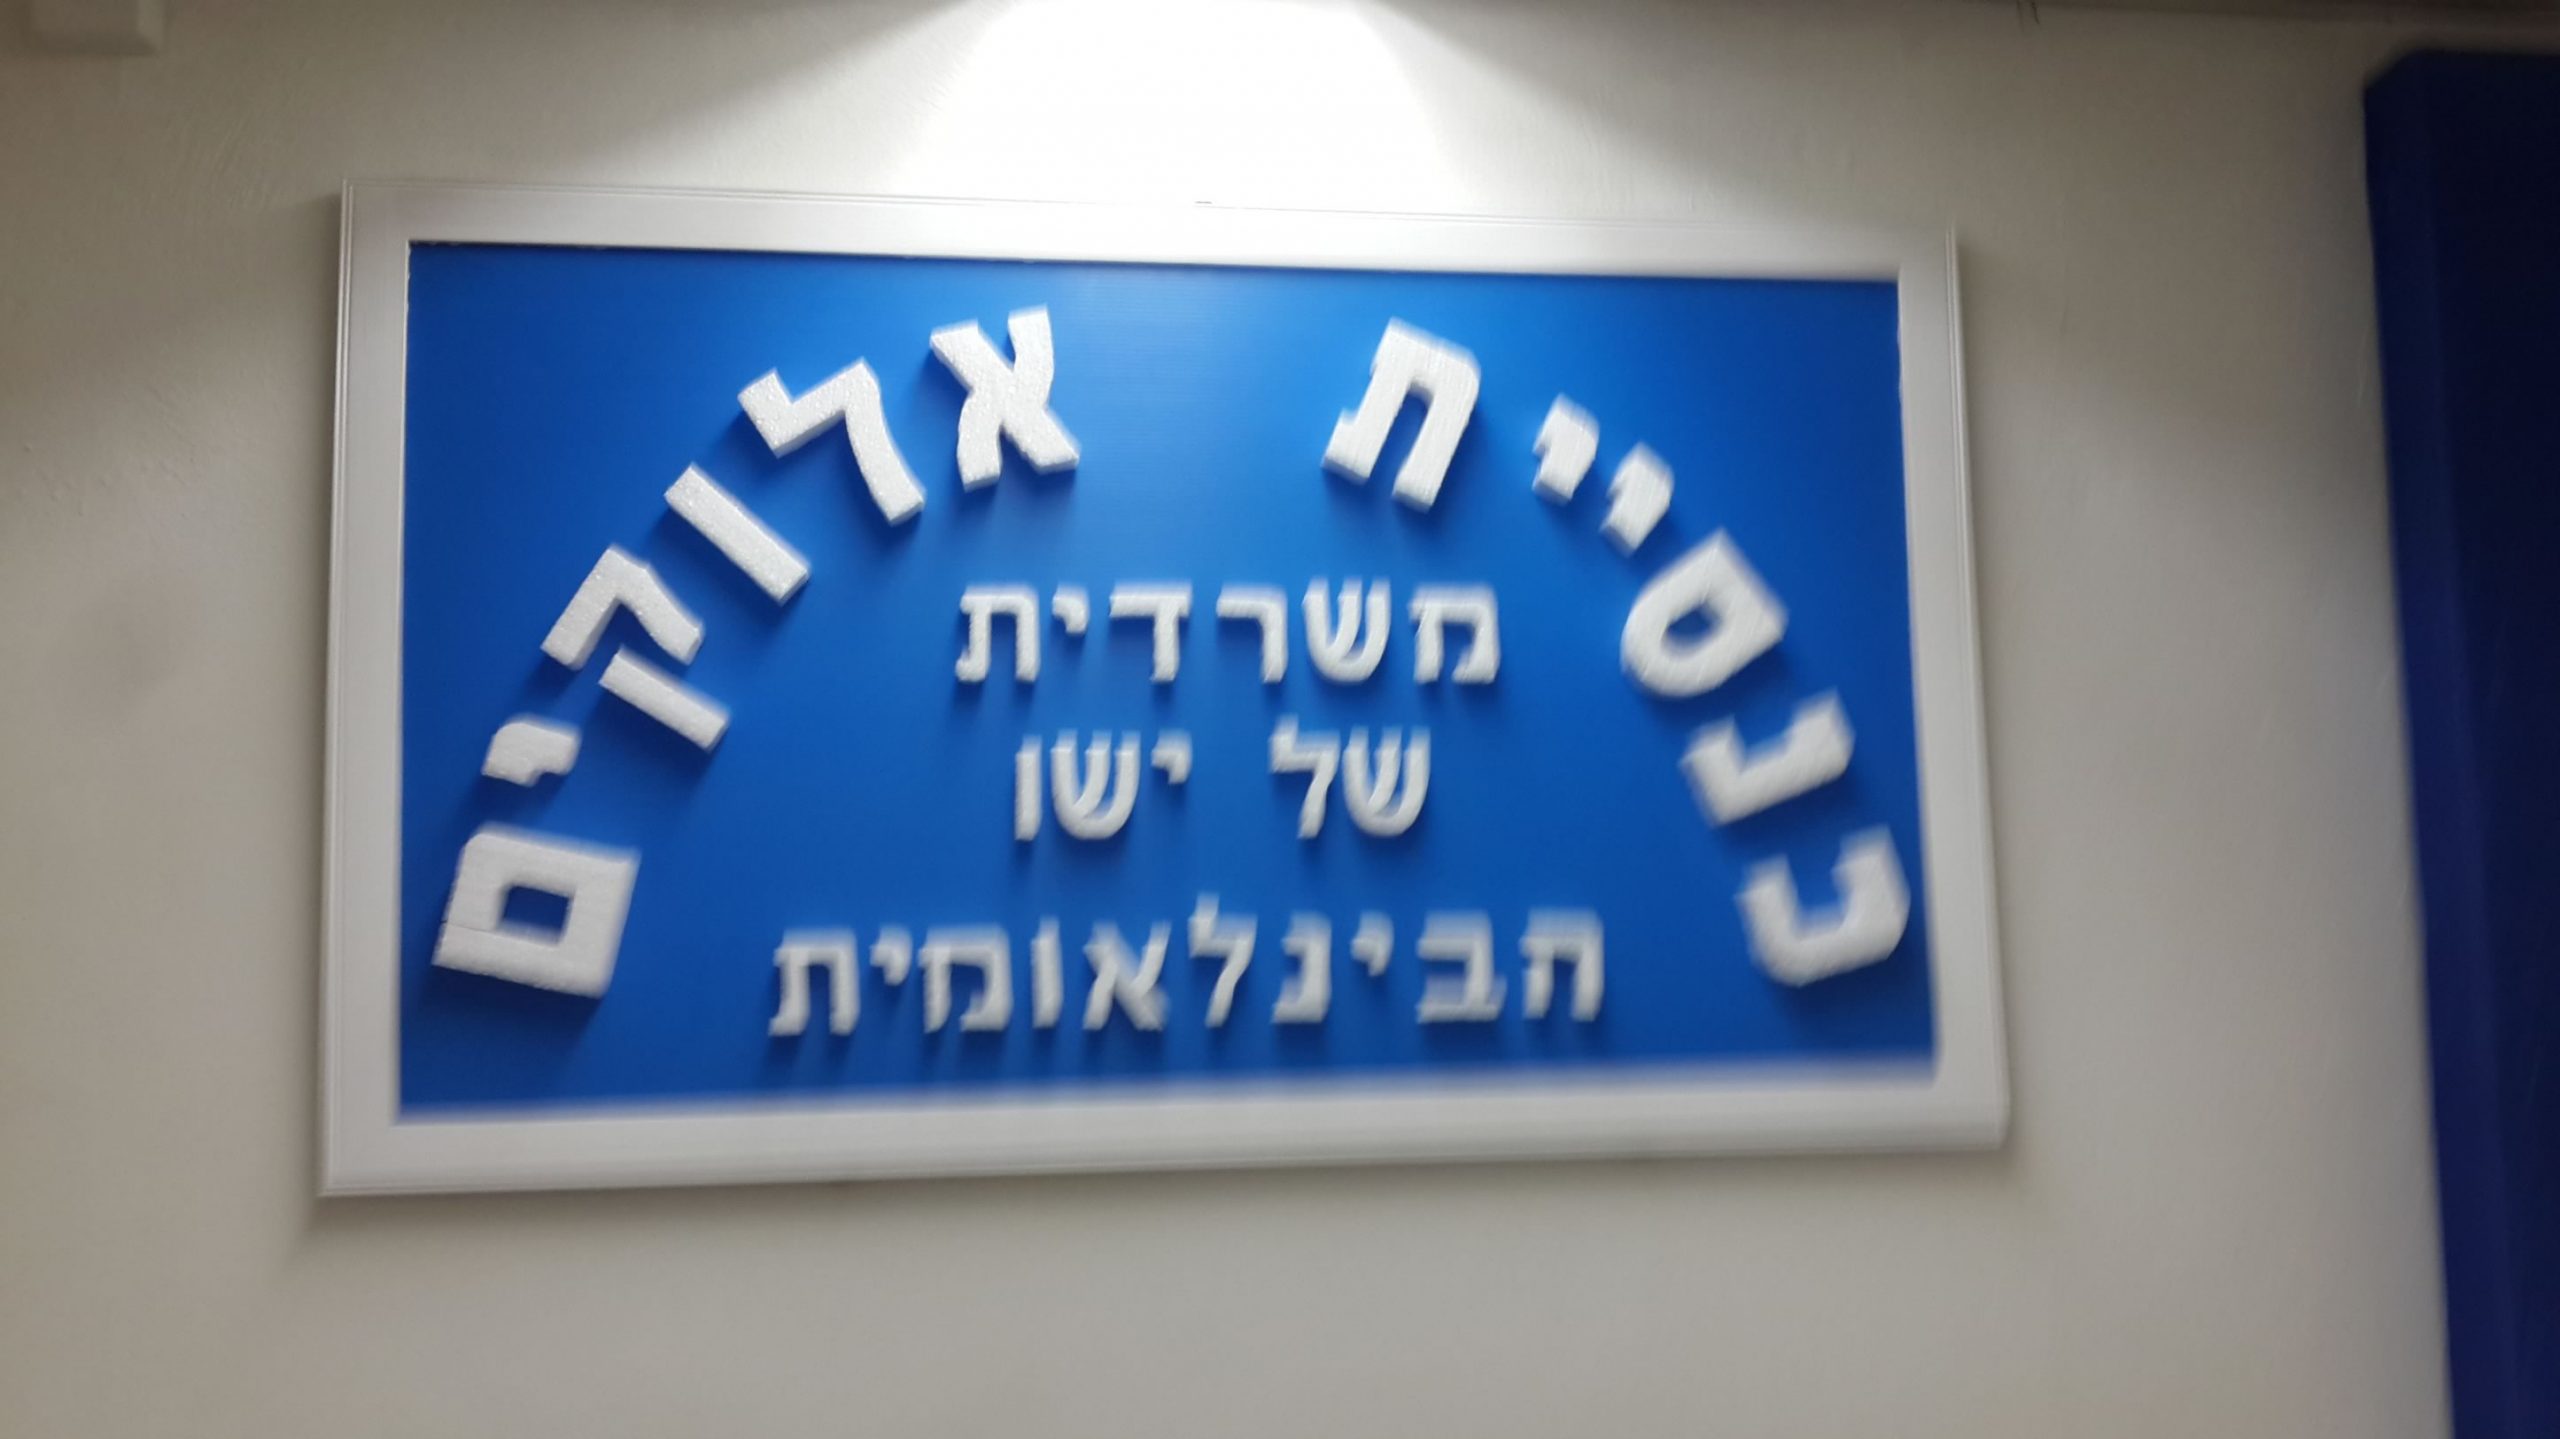 כנסיית אלוקים
משרדית
של ישו
הבינלאומית